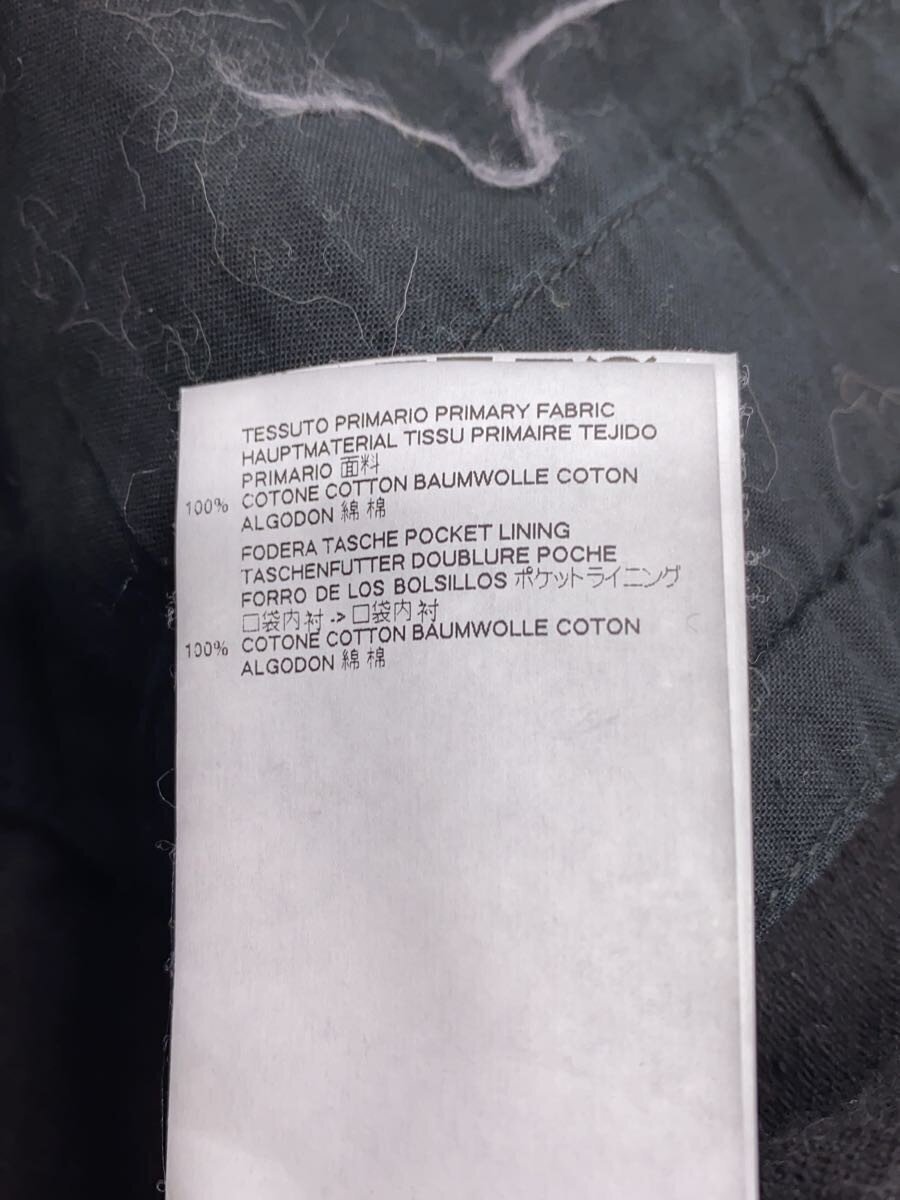 TESSUTO PRIMARIO PRIMARY FABRIC
HAUPTMATERIAL TISSU PRIMAIRE TEJIDO
PRIMARIO 面料
100% COTONE COTTON BAUMWOLLE COTON
ALGODON 綿 棉
FODERA TASCHE POCKET LINING
TASCHENFUTTER DOUBLURE POCHE
FORRO DE LOS BOLSILLOS ポケットライニング
口袋内衬 -> 口袋内衬
100% COTONE COTTON BAUMWOLLE COTON
ALGODON 綿 棉